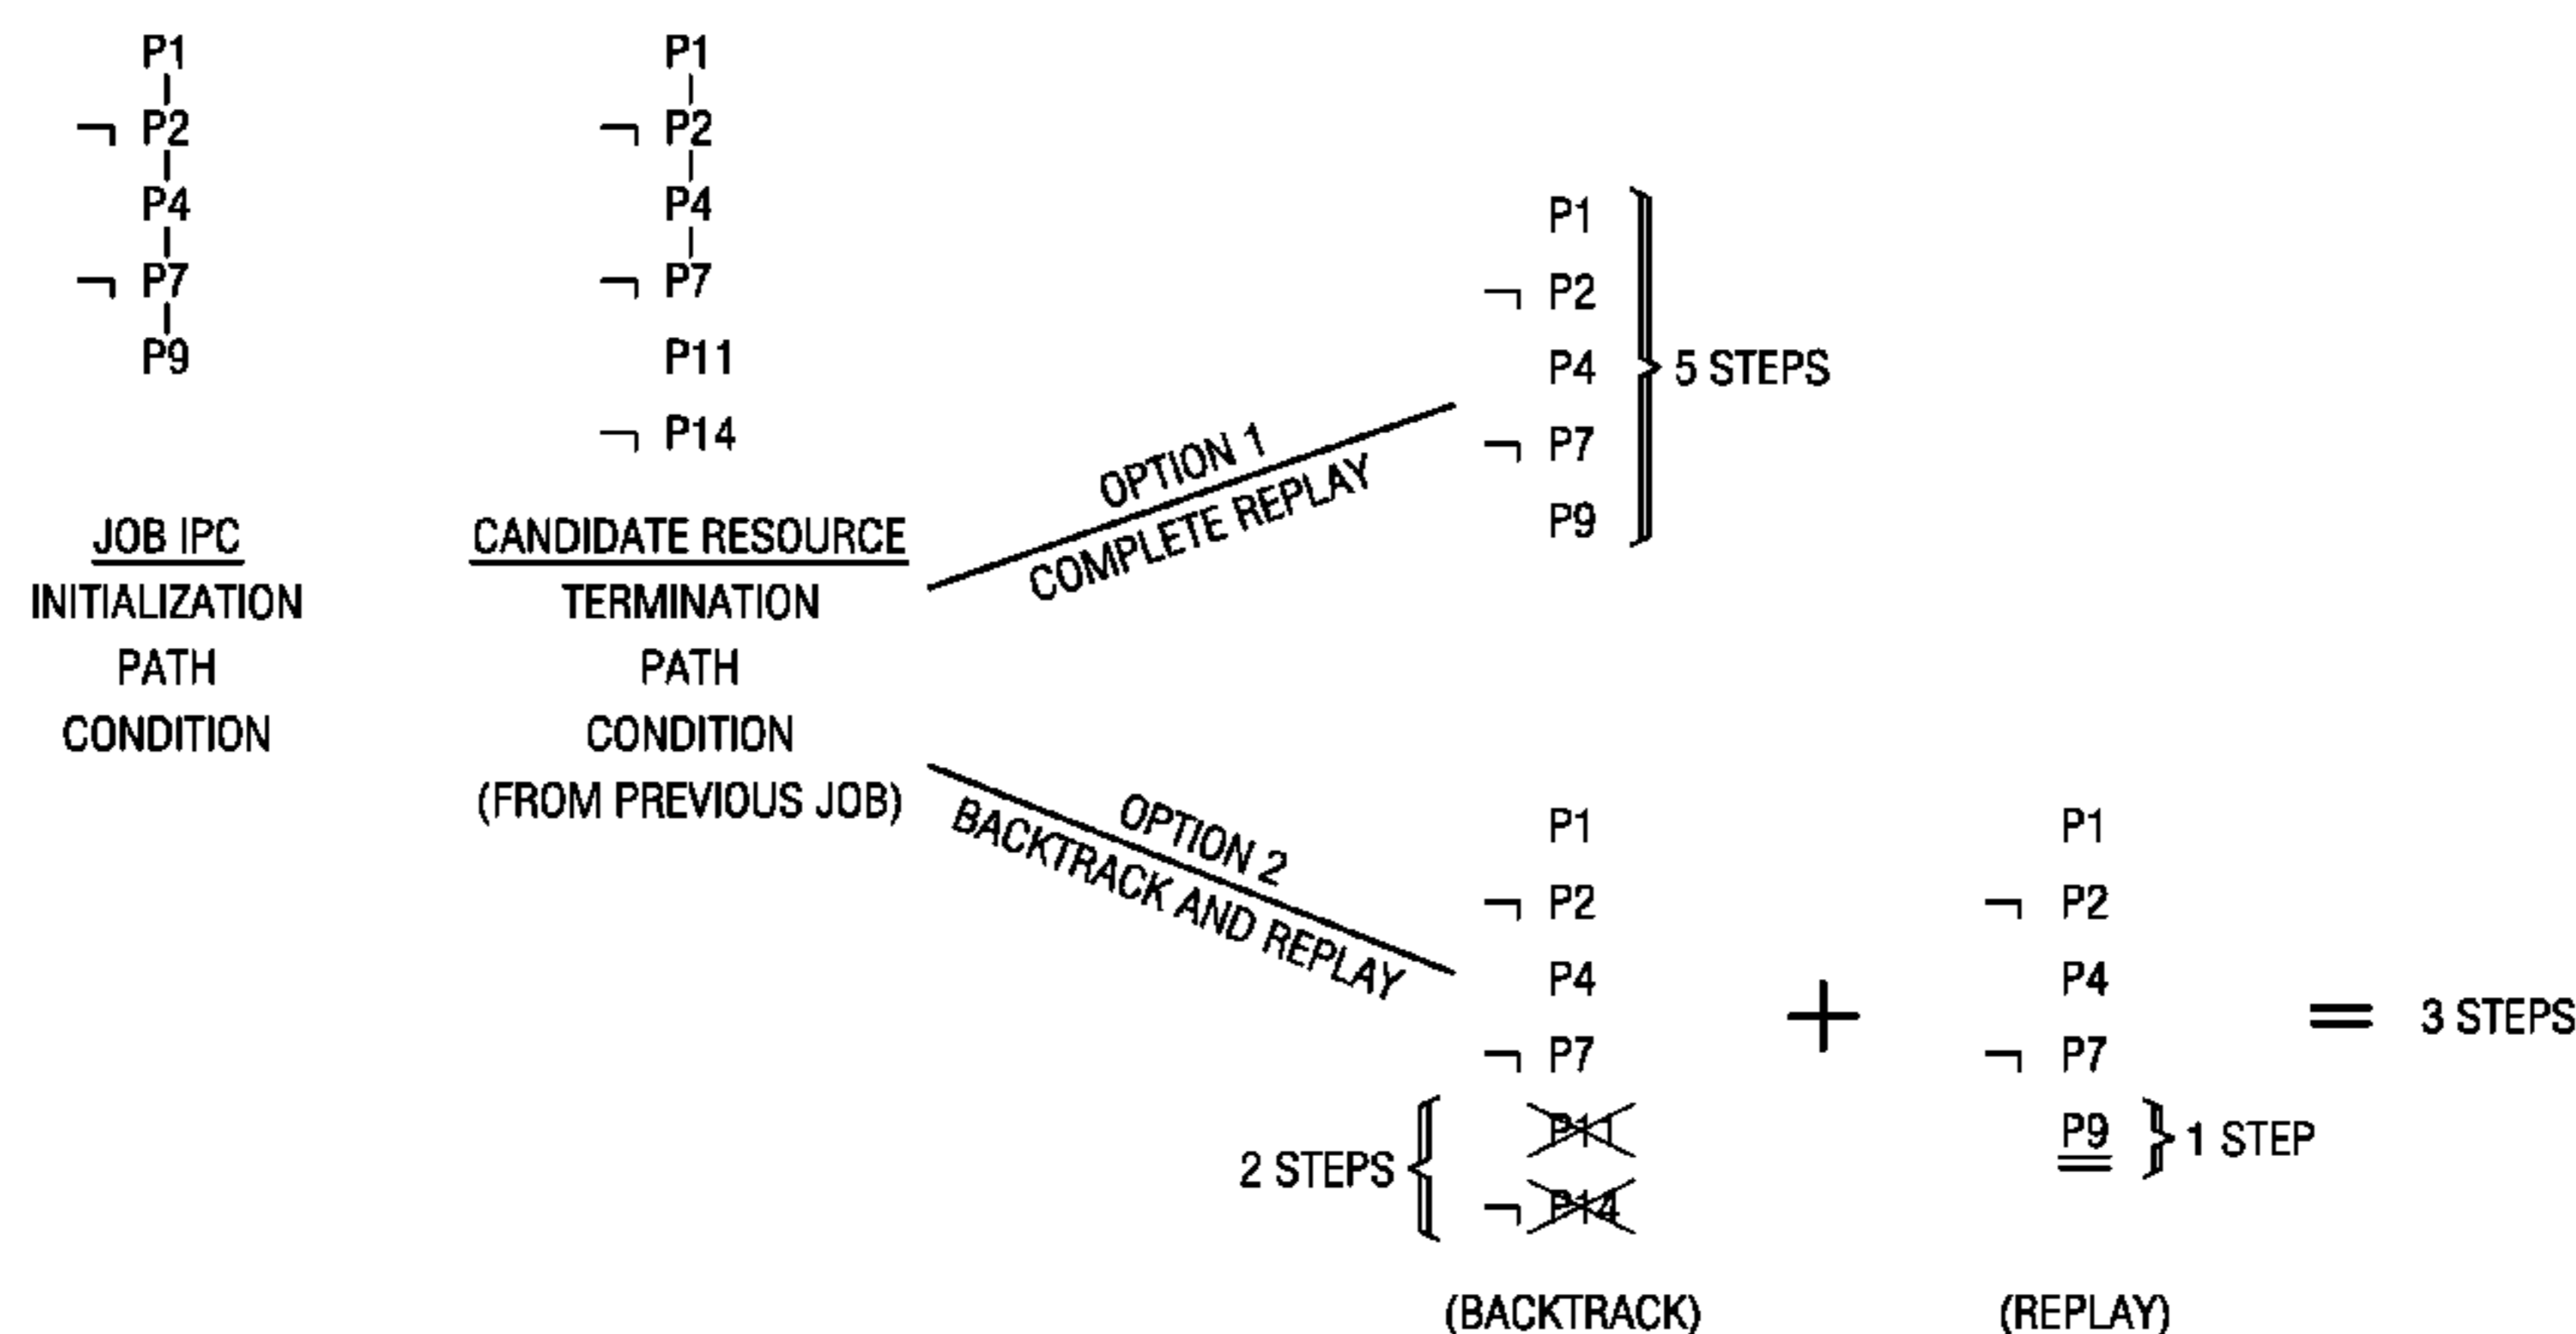 P1
¬ P2
P4
¬ P7
P9
JOB IPC
INITIALIZATION
PATH
CONDITION
P1
¬ P2
P4
¬ P7
P11
¬ P14
CANDIDATE RESOURCE
TERMINATION
PATH
CONDITION
(FROM PREVIOUS JOB)
OPTION 1
COMPLETE REPLAY
P1
¬ P2
P4
¬ P7
P9
5 STEPS
OPTION 2
BACKTRACK AND REPLAY
P1
¬ P2
P4
¬ P7
P11
¬ P14
2 STEPS
(BACKTRACK)
+
P1
¬ P2
P4
¬ P7
P9
1 STEP
(REPLAY)
= 3 STEPS